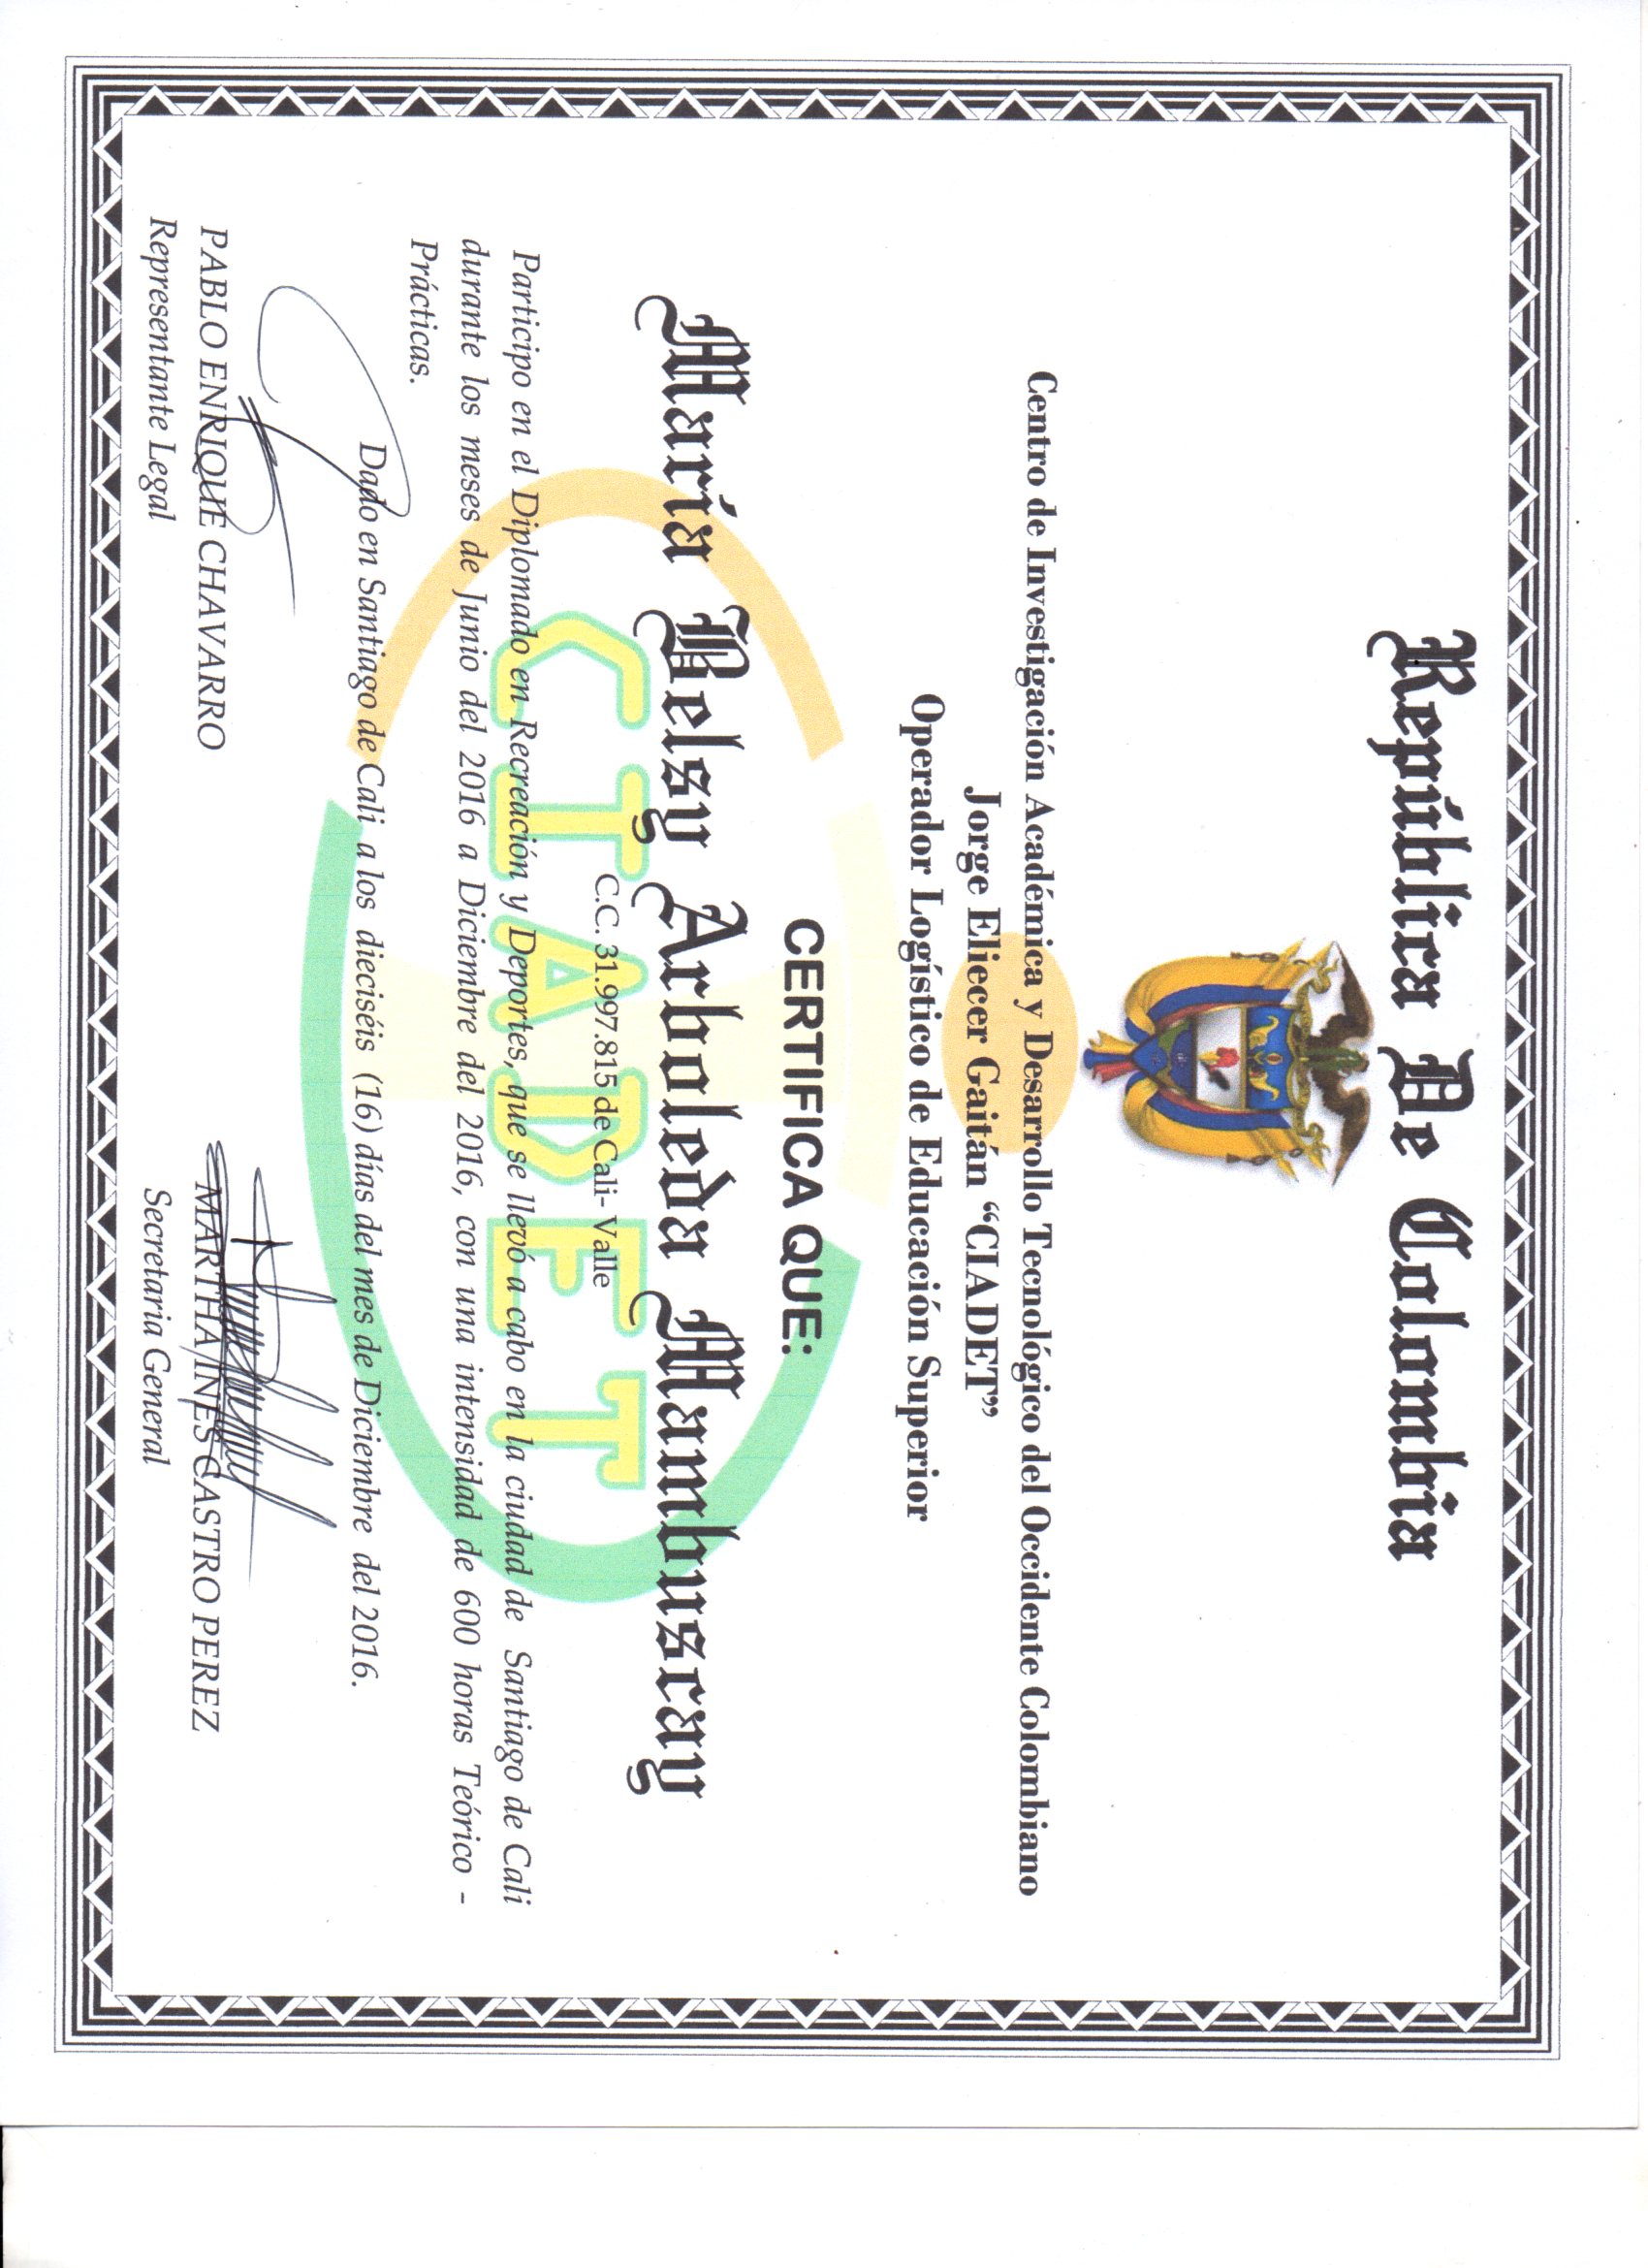 República De Colombia
Centro de Investigación Académica y Desarrollo Tecnológico del Occidente Colombiano
Jorge Eliecer Gaitán “CIADET”
Operador Logístico de Educación Superior
CERTIFICA QUE:
María Belsy Arboleda Mambuscay
CIADET
C.C. 31.997.815 de Cali- Valle
Participo en el Diplomado en Recreación y Deportes, que se llevó a cabo en la ciudad de Santiago de Cali
durante los meses de Junio del 2016 a Diciembre del 2016, con una intensidad de 600 horas Teórico -
Prácticas.
Dado en Santiago de Cali a los dieciséis (16) días del mes de Diciembre del 2016.
PABLO ENRIQUE CHAVARRO
Representante Legal
MARTHA INES CASTRO PEREZ
Secretaria General